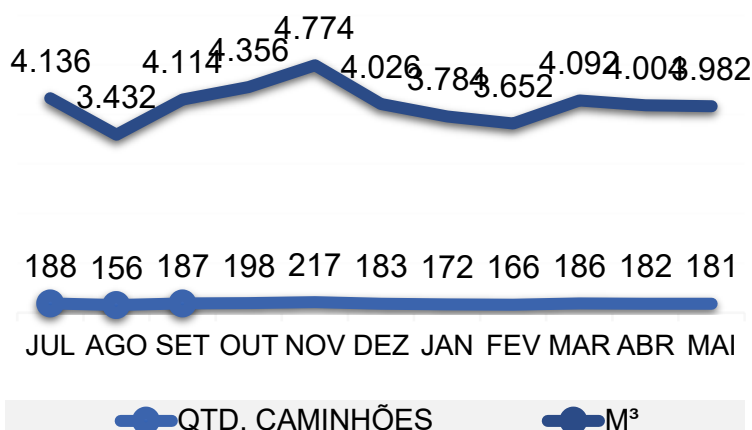 4.136 3.432 4.114 4.356 4.774 4.026 3.784 3.652 4.092 4.004 3.982
188 156 187 198 217 183 172 166 186 182 181
JUL AGO SET OUT NOV DEZ JAN FEV MAR ABR MAI
QTD. CAMINHÕES M³